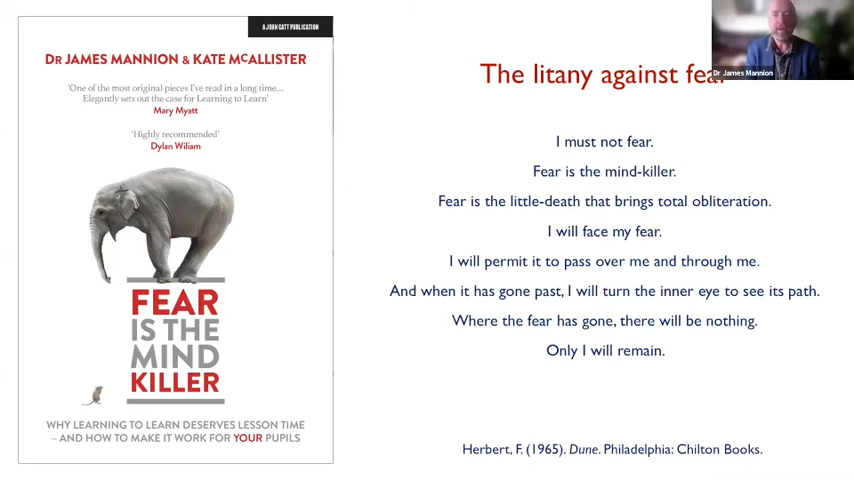 A JOHN CATT PUBLICATION
DR JAMES MANNION & KATE MCALLISTER
'One of the most original pieces I've read in a long time...
Elegantly sets out the case for Learning to Learn'
Mary Myatt
'Highly recommended'
Dylan Wiliam
FEAR
IS THE
MIND
KILLER
WHY LEARNING TO LEARN DESERVES LESSON TIME
– AND HOW TO MAKE IT WORK FOR YOUR PUPILS
The litany against fear
Dr James Mannion
I must not fear.
Fear is the mind-killer.
Fear is the little-death that brings total obliteration.
I will face my fear.
I will permit it to pass over me and through me.
And when it has gone past, I will turn the inner eye to see its path.
Where the fear has gone, there will be nothing.
Only I will remain.
Herbert, F. (1965). Dune. Philadelphia: Chilton Books.